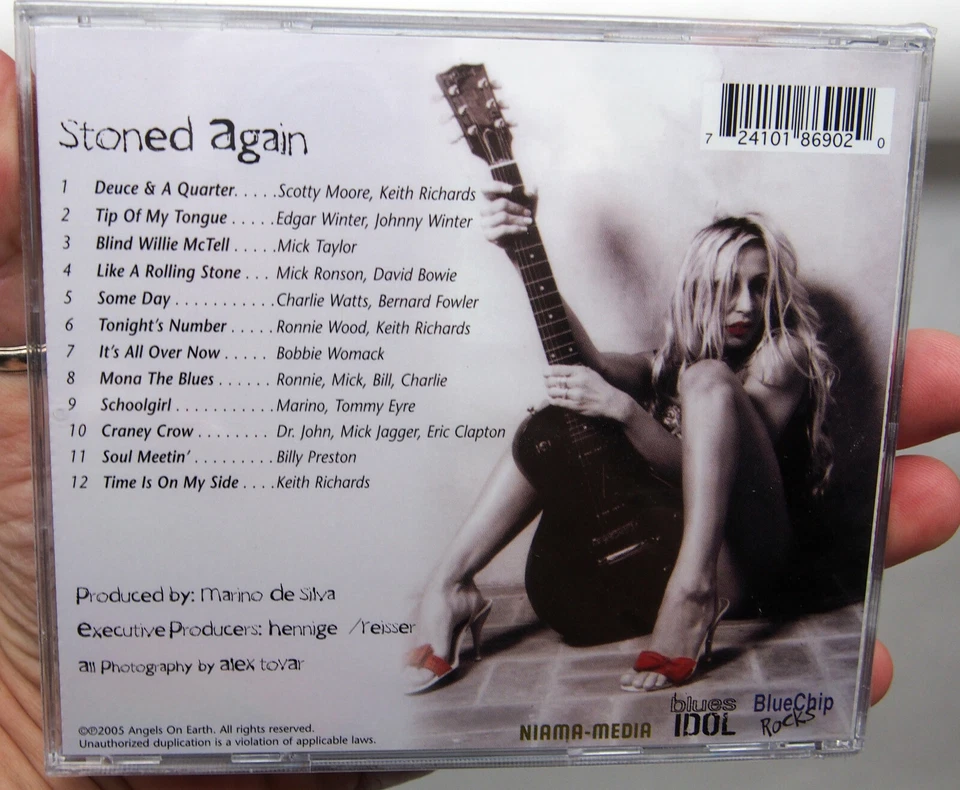 Stoned Again
1 Deuce & A Quarter. . . . .Scotty Moore, Keith Richards
2 Tip Of My Tongue . . . . . Edgar Winter, Johnny Winter
3 Blind Willie McTell . . . . .Mick Taylor
4 Like A Rolling Stone . . . Mick Ronson, David Bowie
5 Some Day . . . . . . . . . . .Charlie Watts, Bernard Fowler
6 Tonight's Number . . . . .Ronnie Wood, Keith Richards
7 It's All Over Now . . . . . Bobbie Womack
8 Mona The Blues . . . . . . Ronnie, Mick, Bill, Charlie
9 Schoolgirl . . . . . . . . . . .Marino, Tommy Eyre
10 Craney Crow . . . . . . . . Dr. John, Mick Jagger, Eric Clapton
11 Soul Meetin' . . . . . . . . .Billy Preston
12 Time Is On My Side . . . .Keith Richards
7 24101 86902 0
Produced by: marino de Silva
executive Producers: hennige /reisser
all Photography by alex tovar
©℗2005 Angels On Earth. All rights reserved.
Unauthorized duplication is a violation of applicable laws.
NIAMA-MEDIA
blues
IDOL
BlueChip
Rocks